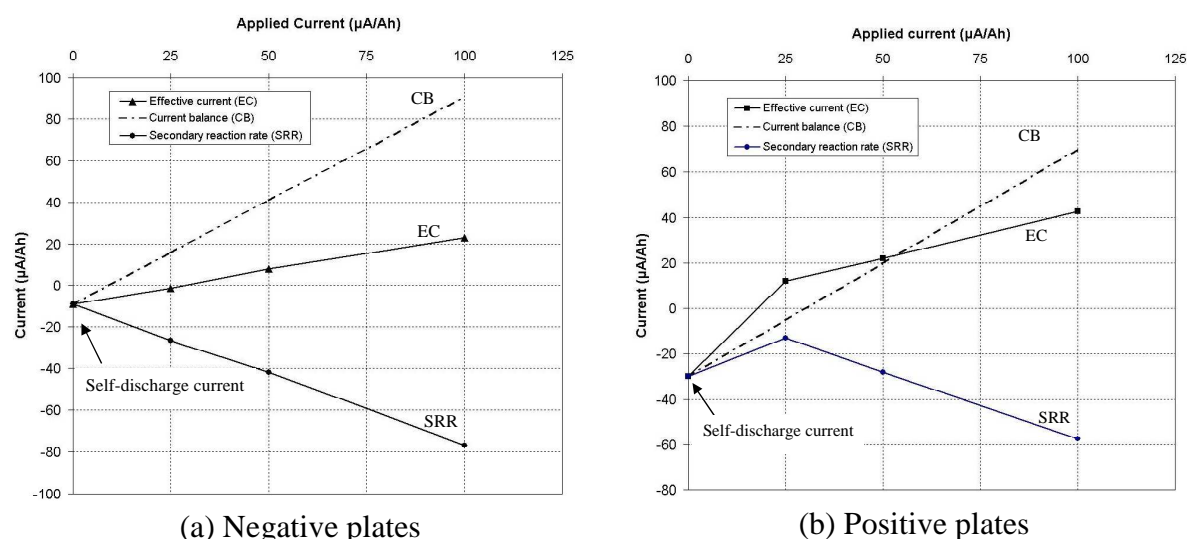 Applied Current (µA/Ah)
0 25 50 75 100 125
100
80
60
40
20
0
-20
-40
-60
-80
-100
Current (µA/Ah)
Effective current (EC)
Current balance (CB)
Secondary reaction rate (SRR)
CB
EC
SRR
Self-discharge current
(a) Negative plates
Applied current (µA/Ah)
0 25 50 75 100 125
100
80
60
40
20
0
-20
-40
-60
-80
Current (µA/Ah)
Effective current (EC)
Current balance (CB)
Secondary reaction rate (SRR)
CB
EC
SRR
Self-discharge current
(b) Positive plates